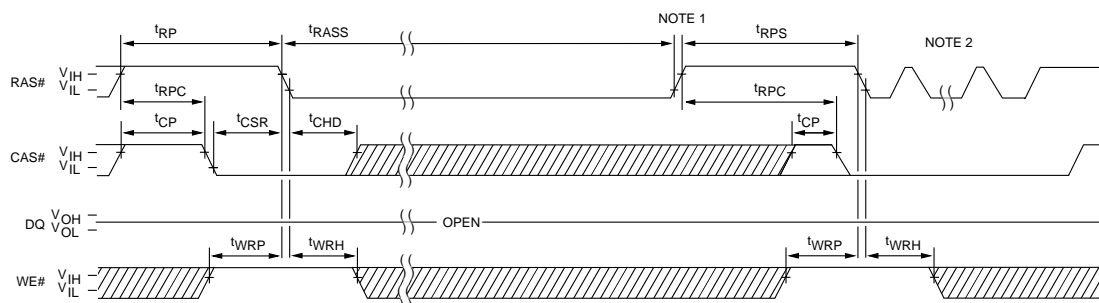 NOTE 1
tRP
tRASS
tRPS
NOTE 2
RAS#
VIH
VIL
tRPC
tRPC
tCP
tCSR
tCHD
tCP
CAS#
VIH
VIL
DQ
VOH
VOL
OPEN
tWRP
tWRH
tWRP
tWRH
WE#
VIH
VIL